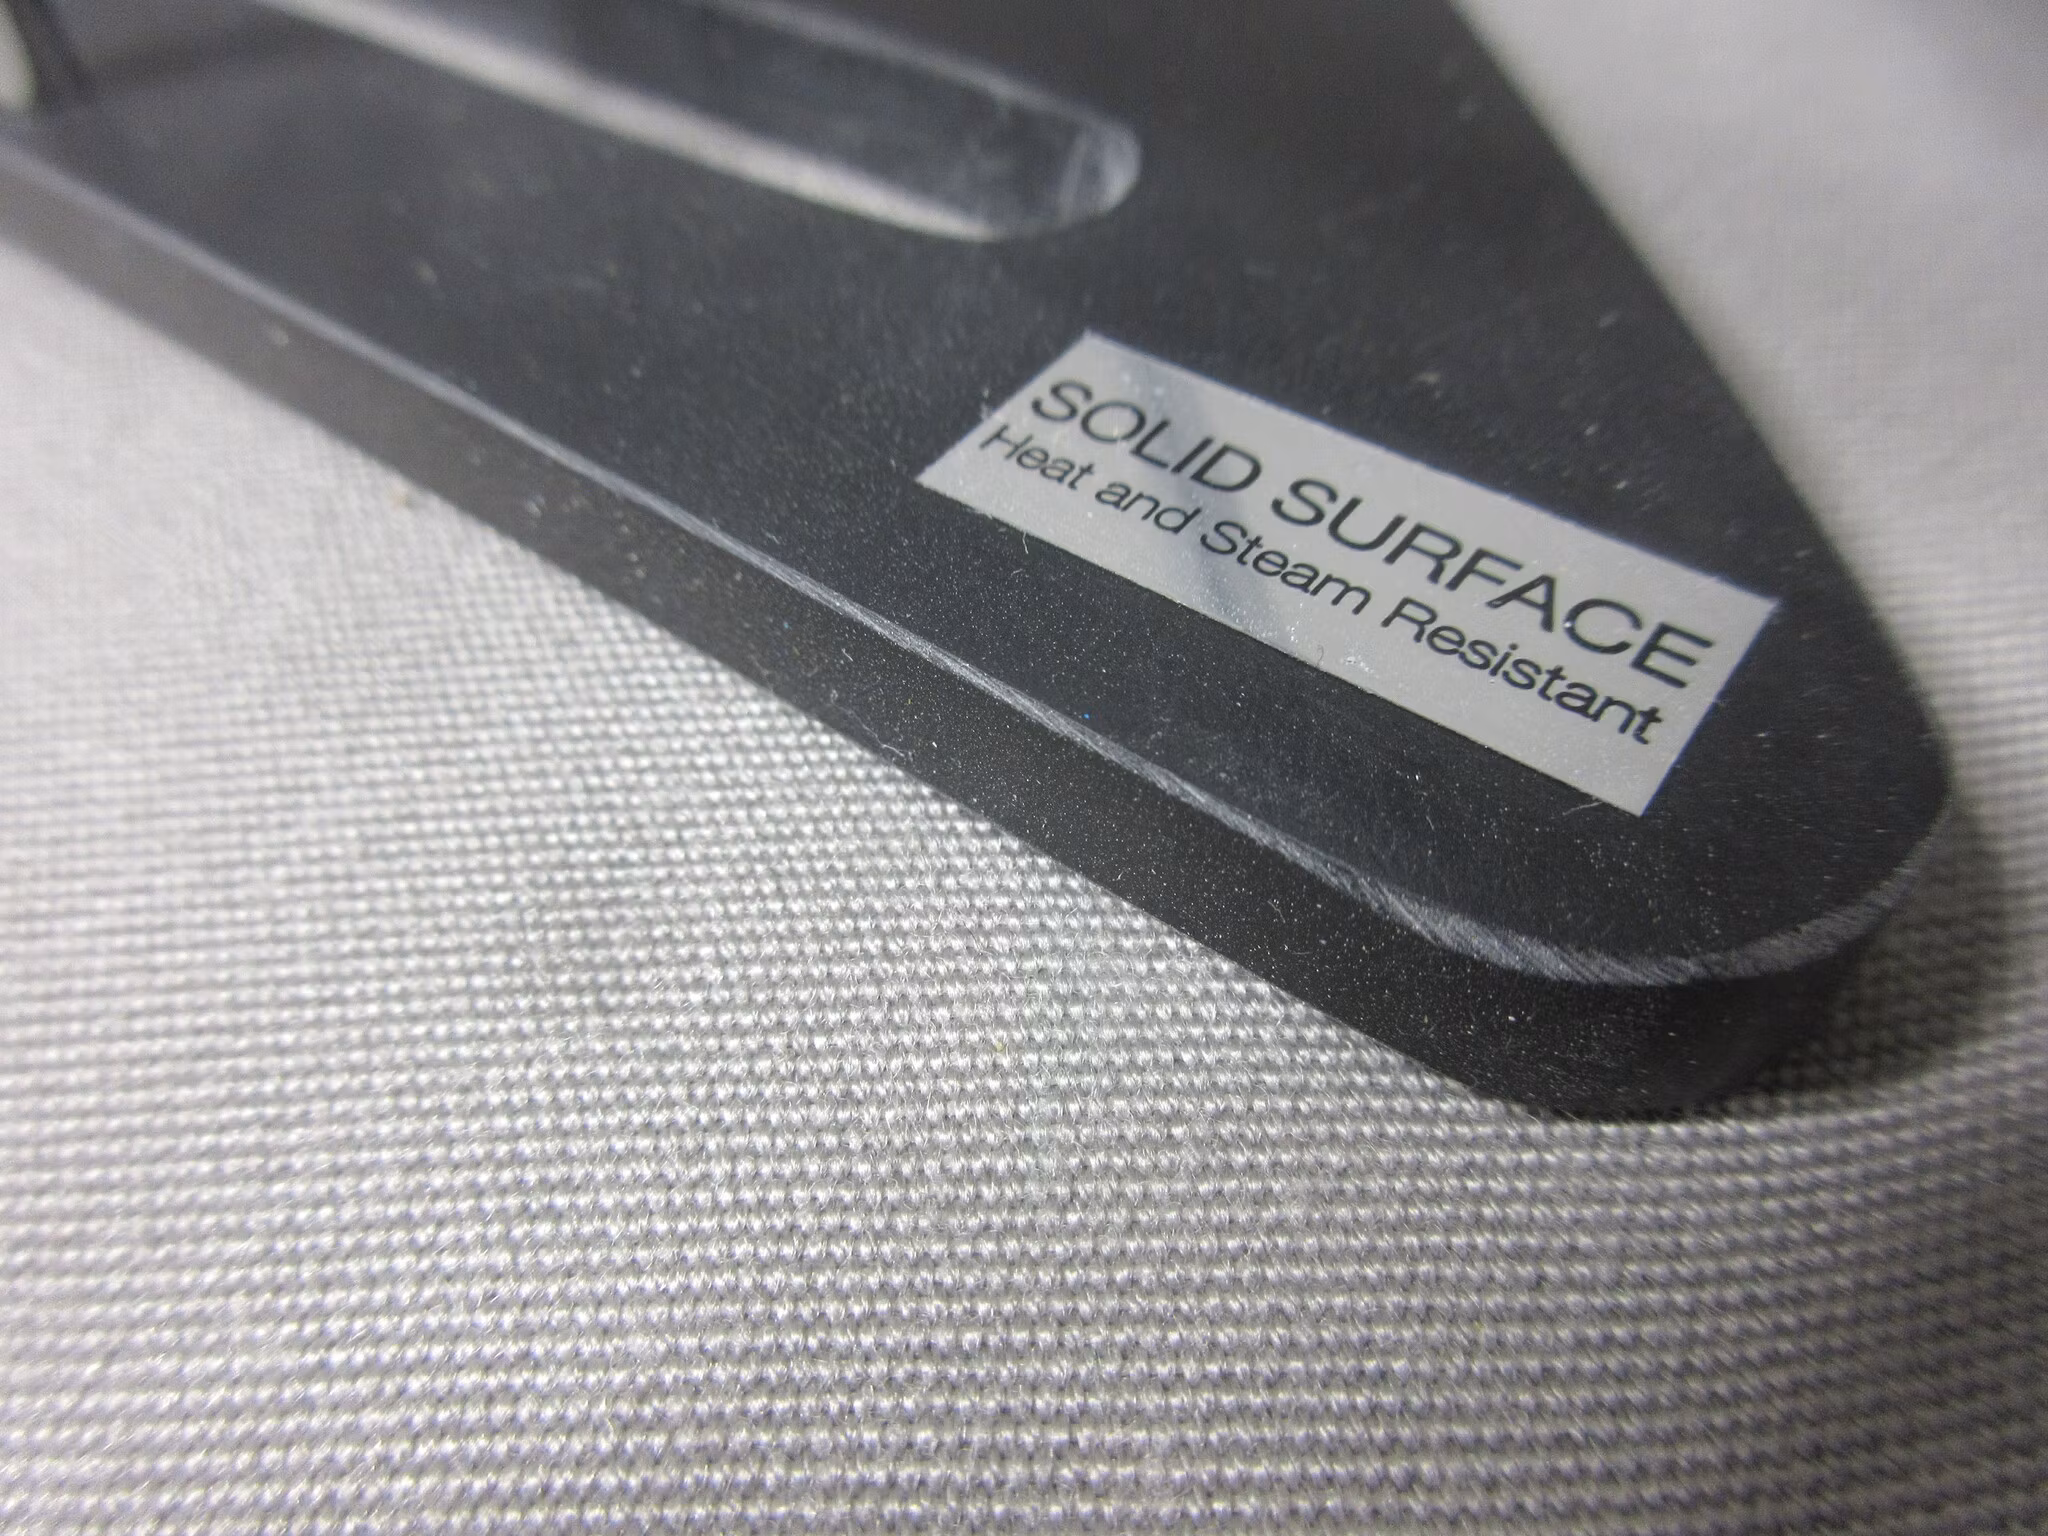 SOLID SURFACE
Heat and Steam Resistant